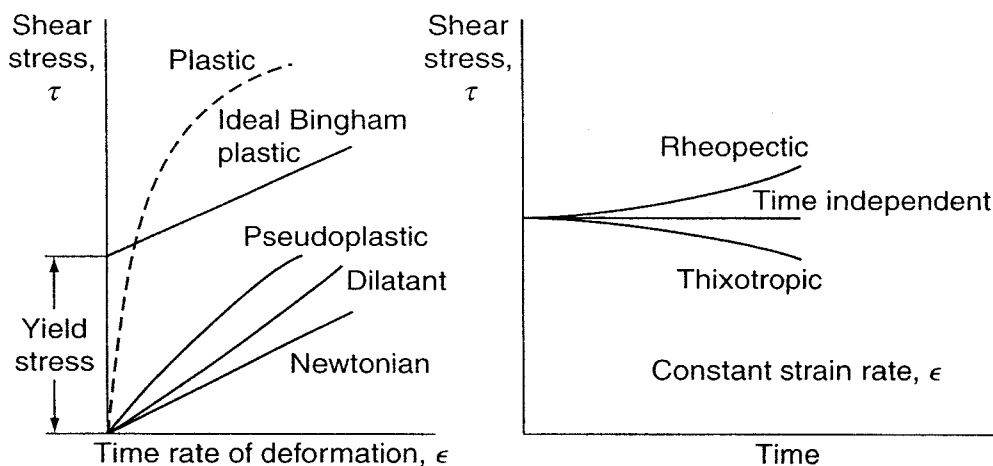 Shear
stress,
τ
Plastic
Ideal Bingham
plastic
Pseudoplastic
Dilatant
Newtonian
Yield
stress
Time rate of deformation, ϵ
Shear
stress,
τ
Rheopectic
Time independent
Thixotropic
Constant strain rate, ϵ
Time